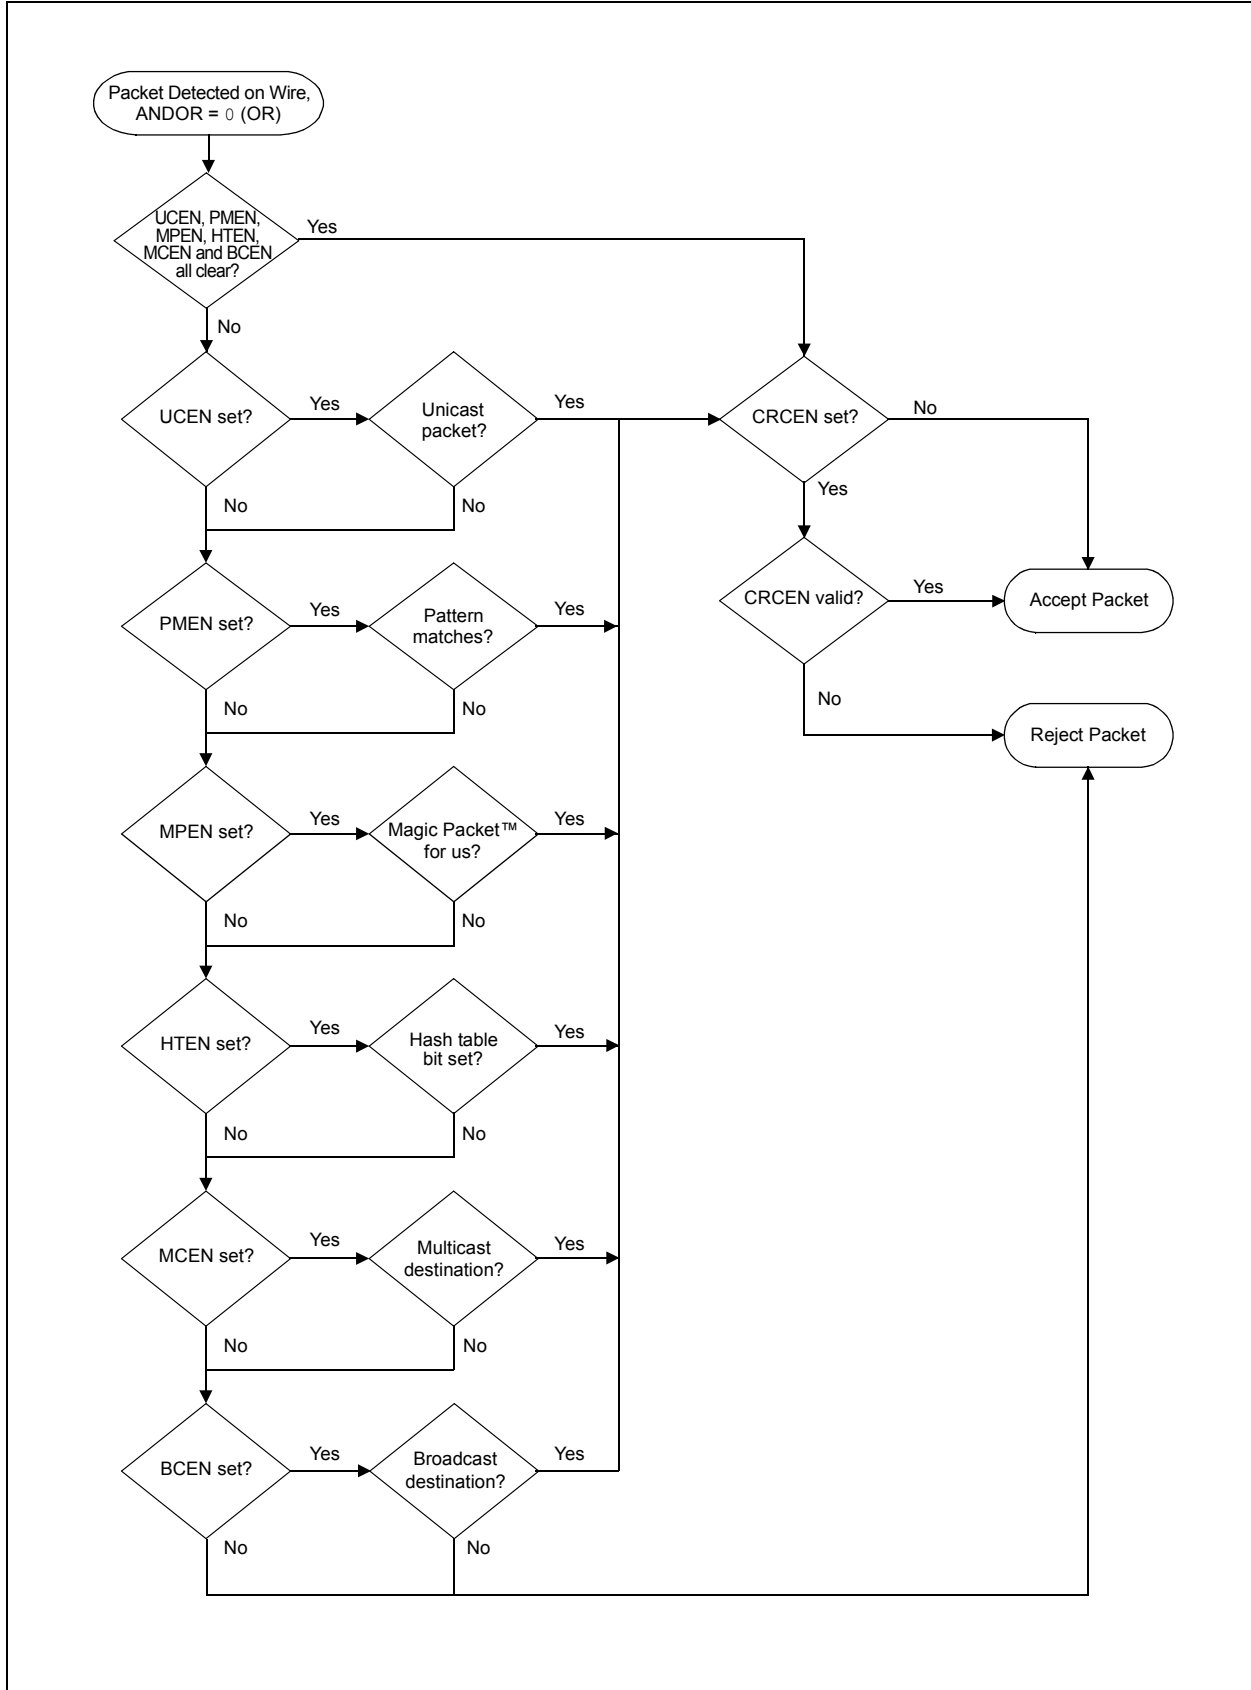 Packet Detected on Wire,
ANDOR = 0 (OR)
UCEN, PMEN,
MPEN, HTEN,
MCEN and BCEN
all clear?
Yes
No
UCEN set?
Yes
Unicast
packet?
Yes
CRCEN set?
No
No
No
Yes
PMEN set?
Yes
Pattern
matches?
Yes
CRCEN valid?
Yes
Accept Packet
No
No
No
Reject Packet
MPEN set?
Yes
Magic Packet™
for us?
Yes
No
No
HTEN set?
Yes
Hash table
bit set?
Yes
No
No
MCEN set?
Yes
Multicast
destination?
Yes
No
No
BCEN set?
Yes
Broadcast
destination?
Yes
No
No